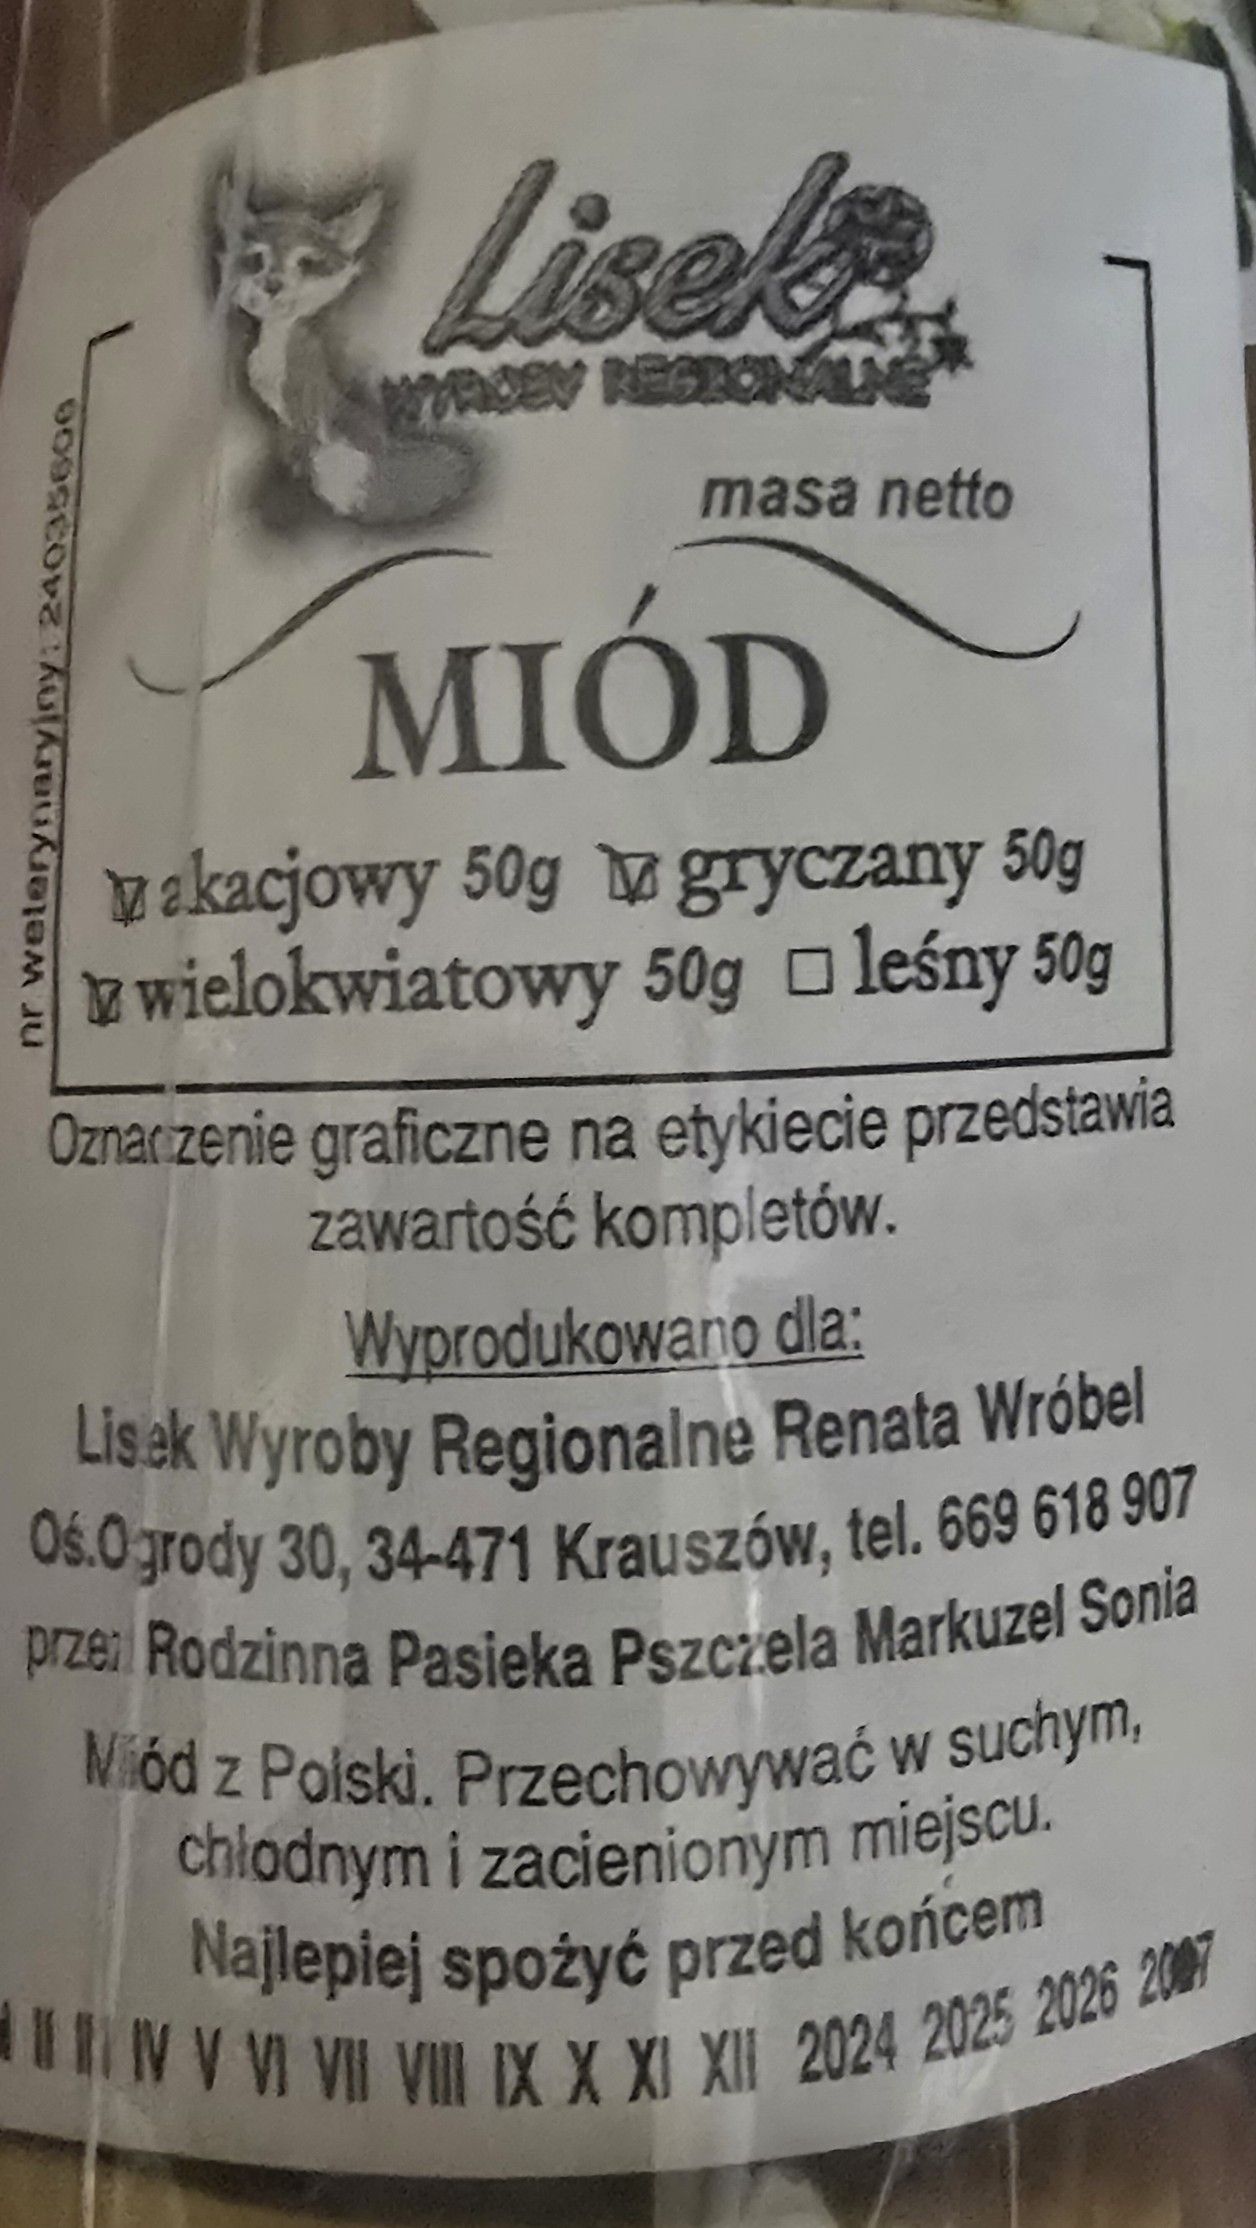 Lisek
WYROBY REGIONALNE
masa netto
MIÓD
akacjowy 50g gryczany 50g
wielokwiatowy 50g leśny 50g
nr weterynaryjny: 2403560
Oznaczenie graficzne na etykiecie przedstawia
zawartość kompletów.
Wyprodukowano dla:
Lisek Wyroby Regionalne Renata Wróbel
Oś.Ogrody 30, 34-471 Krauszów, tel. 669 618 907
przez Rodzinna Pasieka Pszczela Markuzel Sonia
Miód z Polski. Przechowywać w suchym,
chłodnym i zacienionym miejscu.
Najlepiej spożyć przed końcem
I II III IV V VI VII VIII IX X XI XII 2024 2025 2026 2027